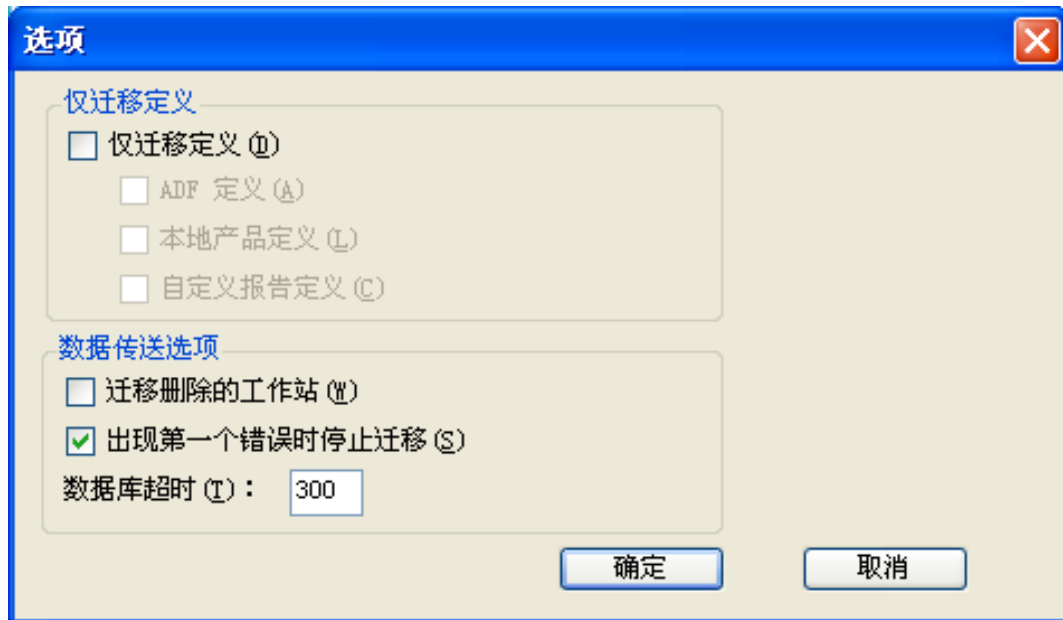 选项
仅迁移定义
仅迁移定义(D)
ADF 定义(A)
本地产品定义(L)
自定义报告定义(C)
数据传送选项
迁移删除的工作站(W)
出现第一个错误时停止迁移(S)
数据库超时(T)： 300
确定 取消